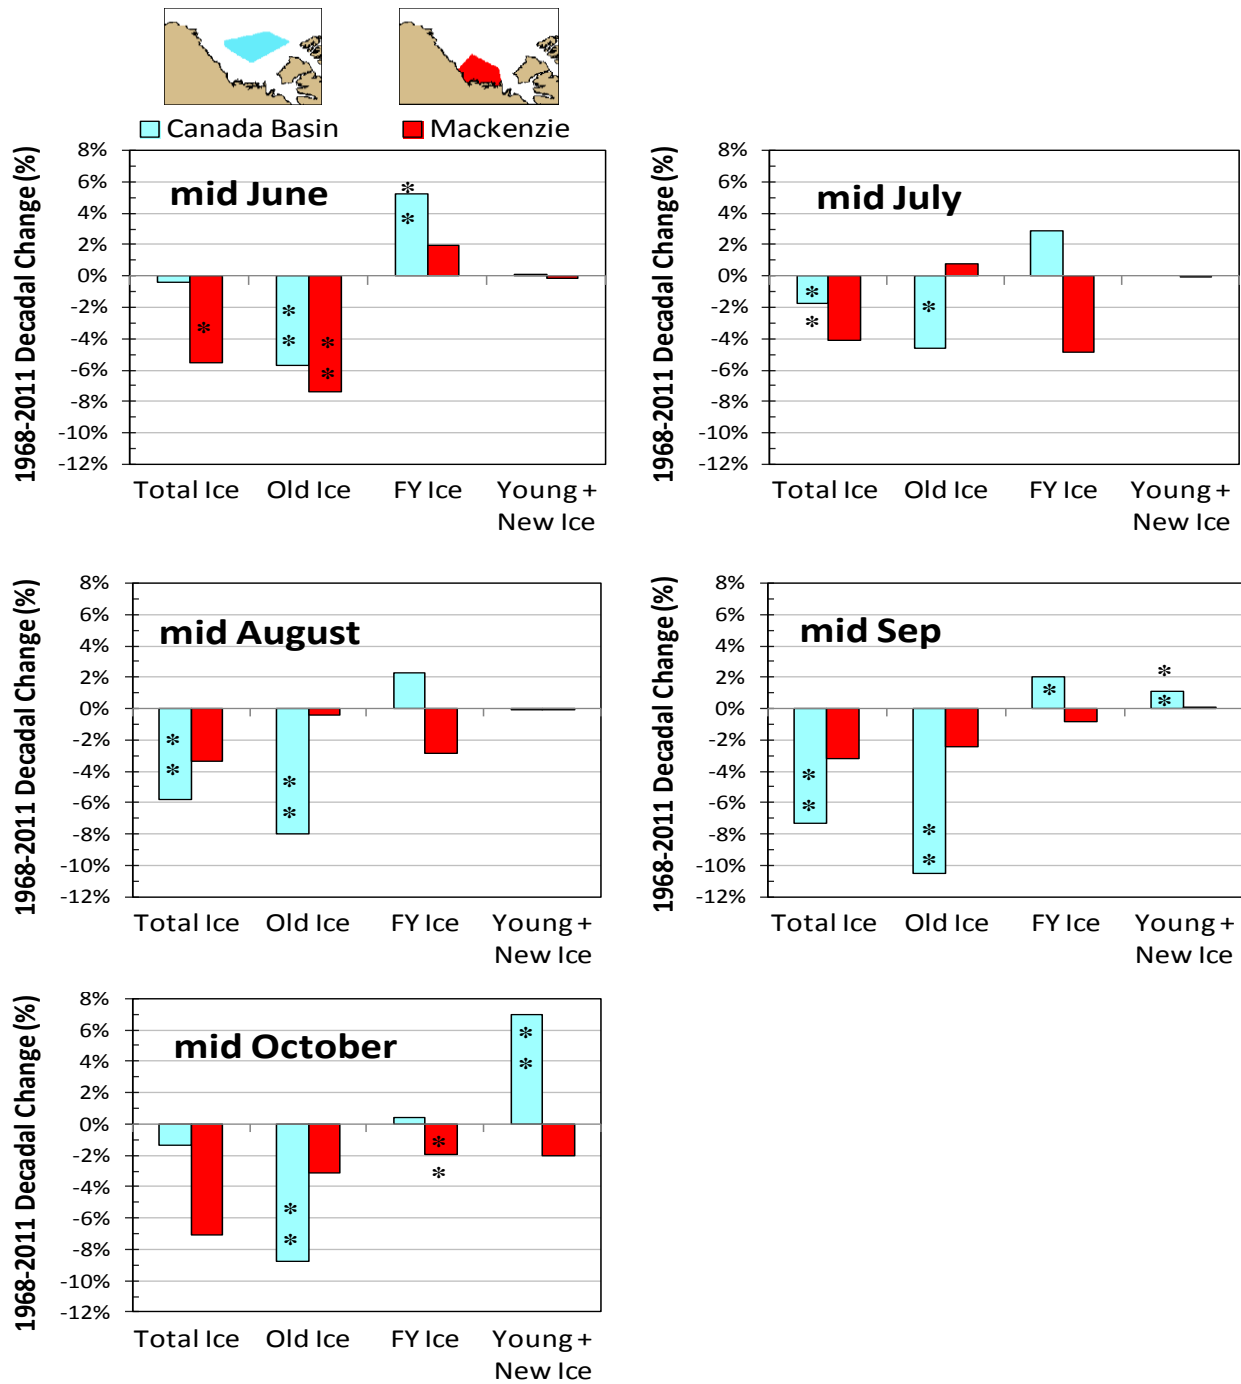 Canada Basin
Mackenzie
1968-2011 Decadal Change (%)
8%
6%
4%
2%
0%
-2%
-4%
-6%
-8%
-10%
-12%
mid June
*
*
*
*
*
*
*
Total Ice
Old Ice
FY Ice
Young +
New Ice
1968-2011 Decadal Change (%)
8%
6%
4%
2%
0%
-2%
-4%
-6%
-8%
-10%
-12%
mid July
*
*
*
Total Ice
Old Ice
FY Ice
Young +
New Ice
1968-2011 Decadal Change (%)
8%
6%
4%
2%
0%
-2%
-4%
-6%
-8%
-10%
-12%
mid August
*
*
*
*
Total Ice
Old Ice
FY Ice
Young +
New Ice
1968-2011 Decadal Change (%)
8%
6%
4%
2%
0%
-2%
-4%
-6%
-8%
-10%
-12%
mid Sep
*
*
*
*
*
*
*
Total Ice
Old Ice
FY Ice
Young +
New Ice
1968-2011 Decadal Change (%)
8%
6%
4%
2%
0%
-2%
-4%
-6%
-8%
-10%
-12%
mid October
*
*
*
*
*
*
Total Ice
Old Ice
FY Ice
Young +
New Ice